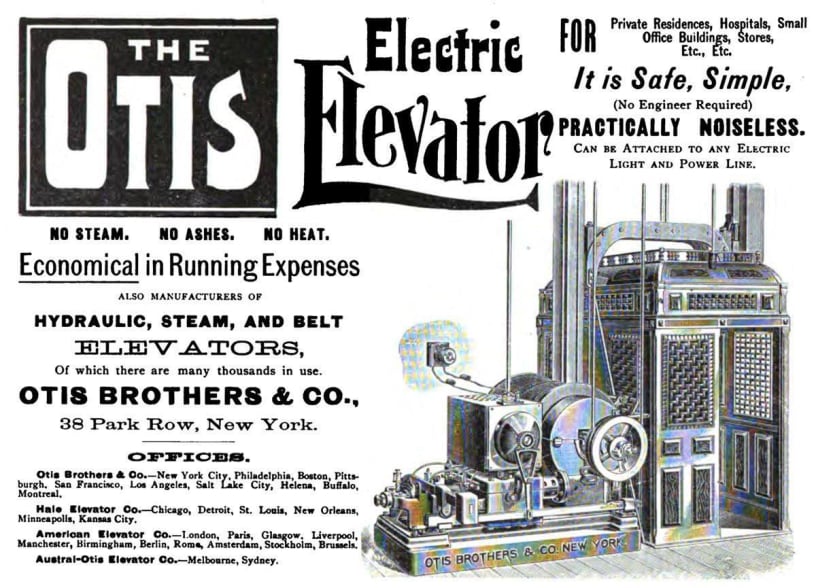 THE
OTIS
Electric
Elevator
FOR
Private Residences, Hospitals, Small
Office Buildings, Stores,
Etc., Etc.
It is Safe, Simple,
(No Engineer Required)
PRACTICALLY NOISELESS.
CAN BE ATTACHED TO ANY ELECTRIC
LIGHT AND POWER LINE.
NO STEAM. NO ASHES. NO HEAT.
Economical in Running Expenses
ALSO MANUFACTURERS OF
HYDRAULIC, STEAM, AND BELT
ELEVATORS,
Of which there are many thousands in use.
OTIS BROTHERS & CO.,
38 Park Row, New York.
OFFICES.
Otis Brothers & Co.—New York City, Philadelphia, Boston, Pitts-
burgh, San Francisco, Los Angeles, Salt Lake City, Helena, Buffalo,
Montreal.
Hale Elevator Co.—Chicago, Detroit, St. Louis, New Orleans,
Minneapolis, Kansas City.
American Elevator Co.—London, Paris, Glasgow, Liverpool,
Manchester, Birmingham, Berlin, Rome, Amsterdam, Stockholm, Brussels.
Austral-Otis Elevator Co.—Melbourne, Sydney.
OTIS BROTHERS & CO. NEW YORK.